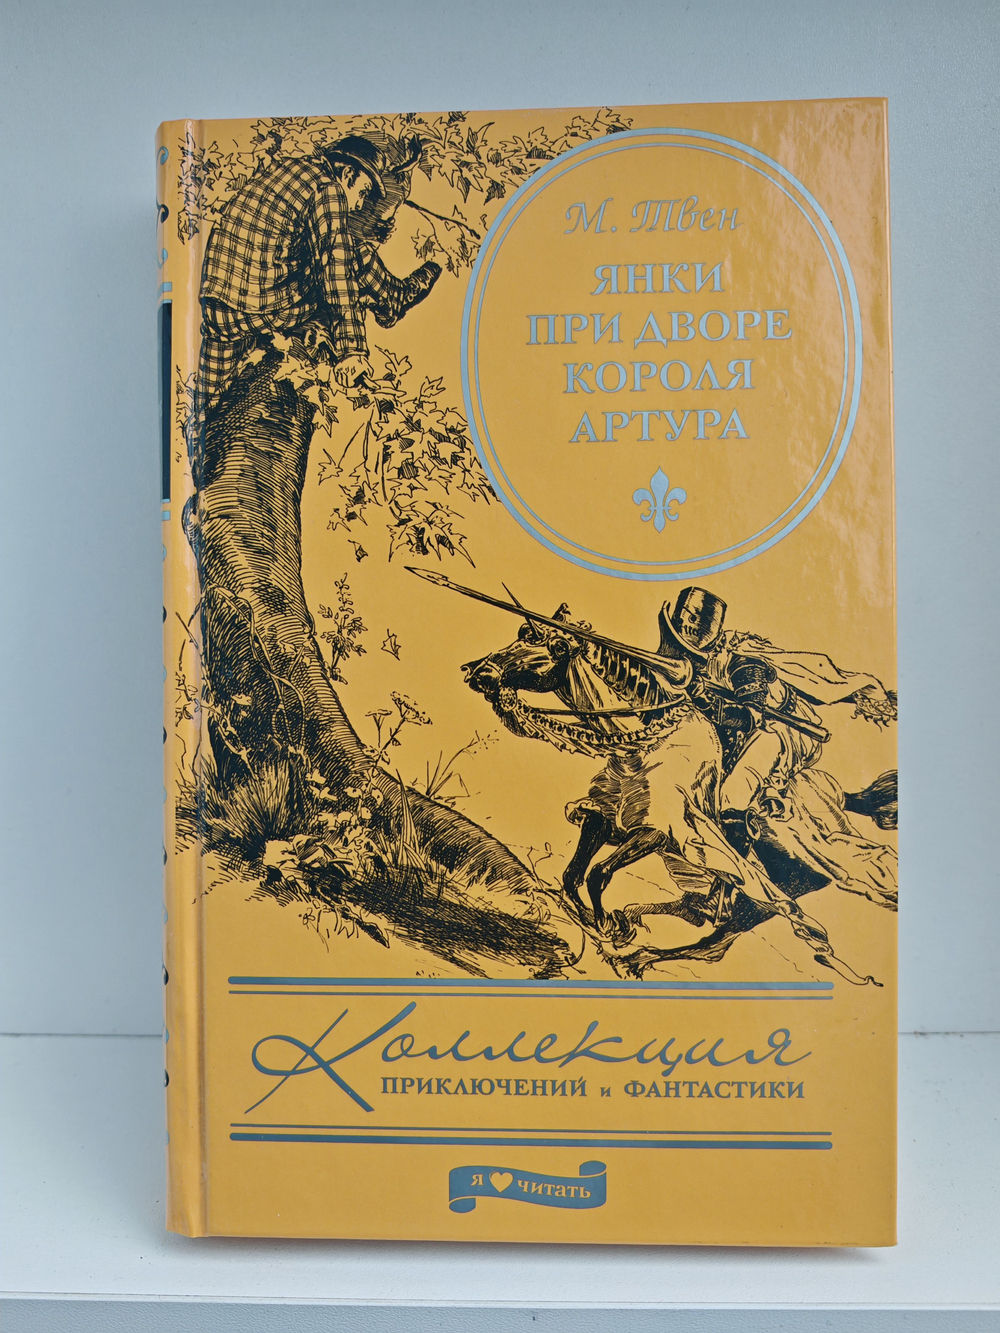 М. Твен
ЯНКИ
ПРИ ДВОРЕ
КОРОЛЯ
АРТУРА
Коллекция
ПРИКЛЮЧЕНИЙ и ФАНТАСТИКИ
я ♥ читать